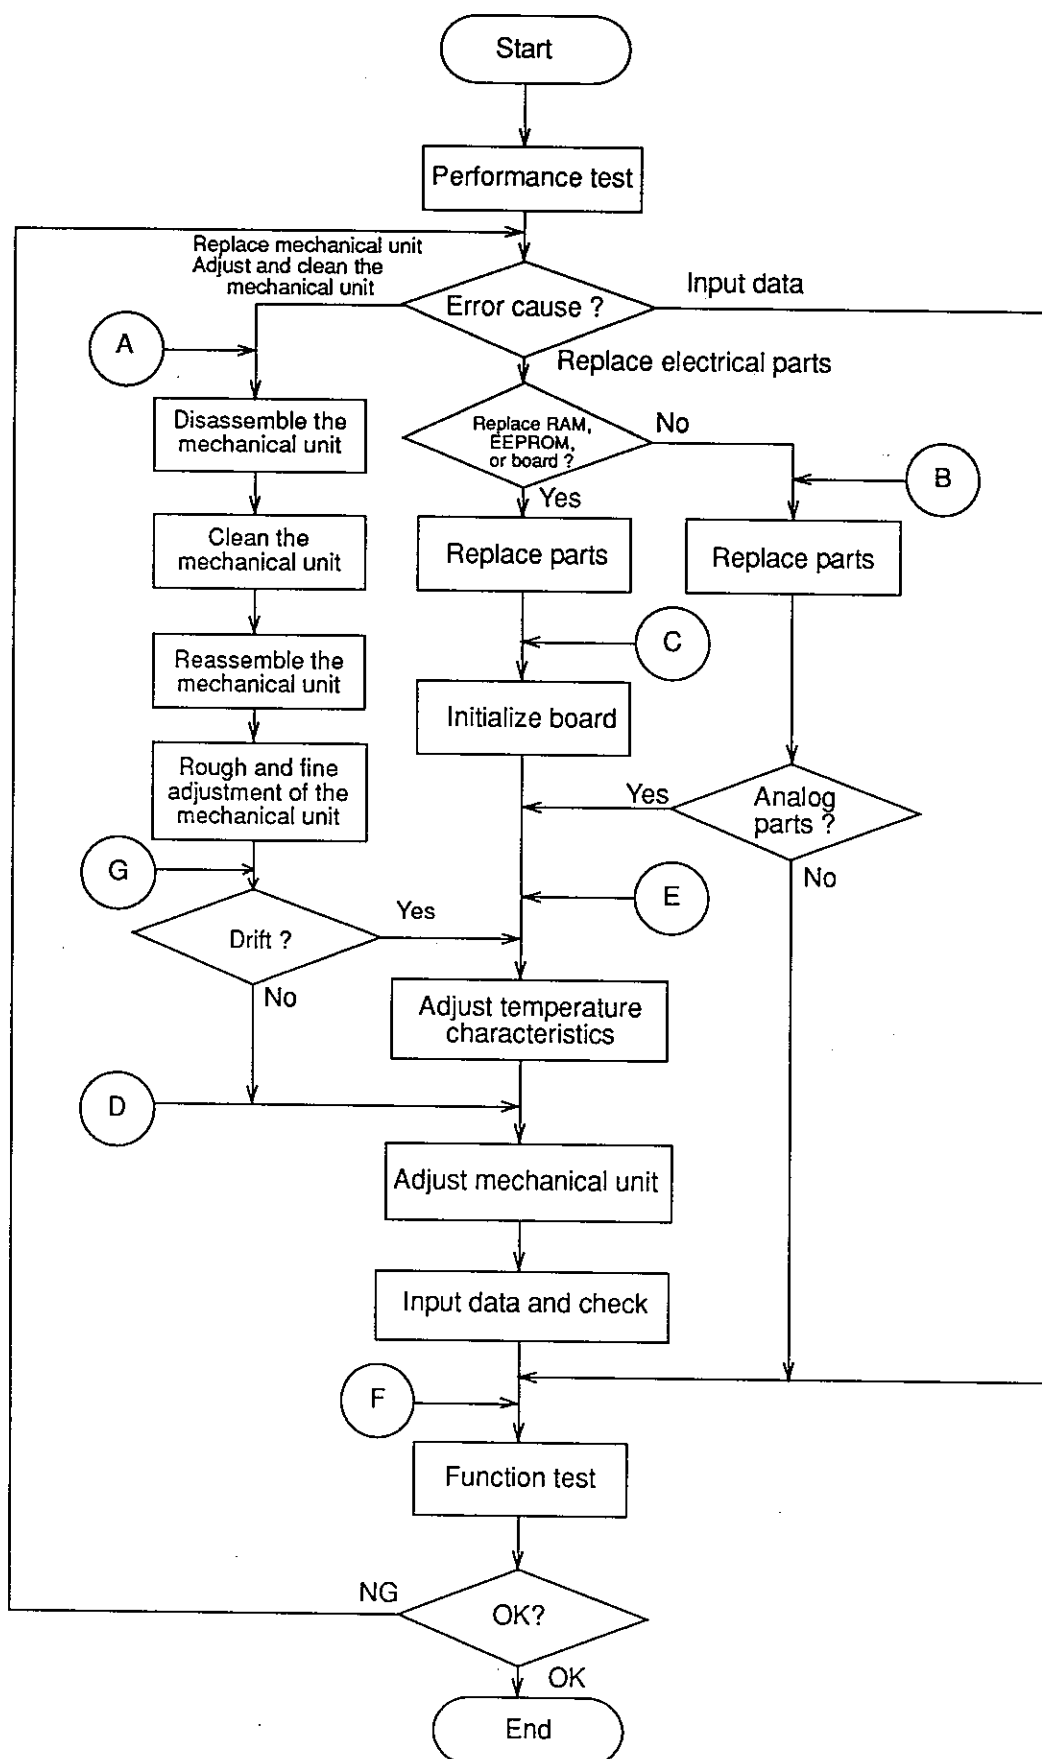 Start
Performance test
Replace mechanical unit
Adjust and clean the
mechanical unit
Error cause ?
Input data
A
Replace electrical parts
Disassemble the
mechanical unit
Replace RAM,
EEPROM,
or board ?
No
B
Yes
Clean the
mechanical unit
Replace parts
Replace parts
C
Reassemble the
mechanical unit
Initialize board
Rough and fine
adjustment of the
mechanical unit
Yes
Analog
parts ?
G
No
E
Yes
Drift ?
No
Adjust temperature
characteristics
D
Adjust mechanical unit
Input data and check
F
Function test
NG
OK?
OK
End